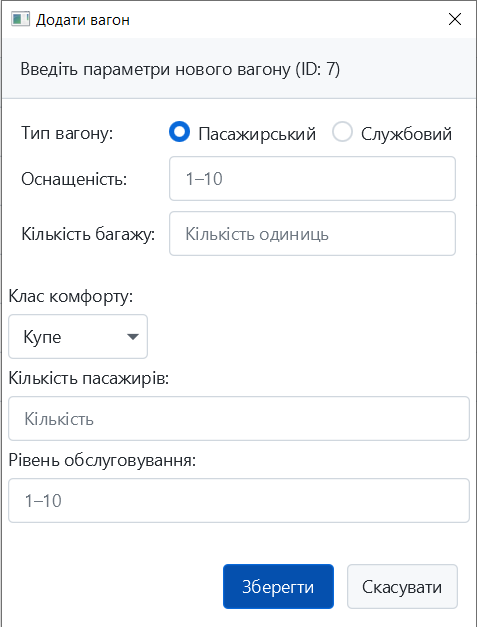 Додати вагон
Введіть параметри нового вагону (ID: 7)
Тип вагону: Пасажирський Службовий
Оснащеність: 1–10
Кількість багажу: Кількість одиниць
Клас комфорту:
Купе
Кількість пасажирів:
Кількість
Рівень обслуговування:
1–10
Зберегти Скасувати